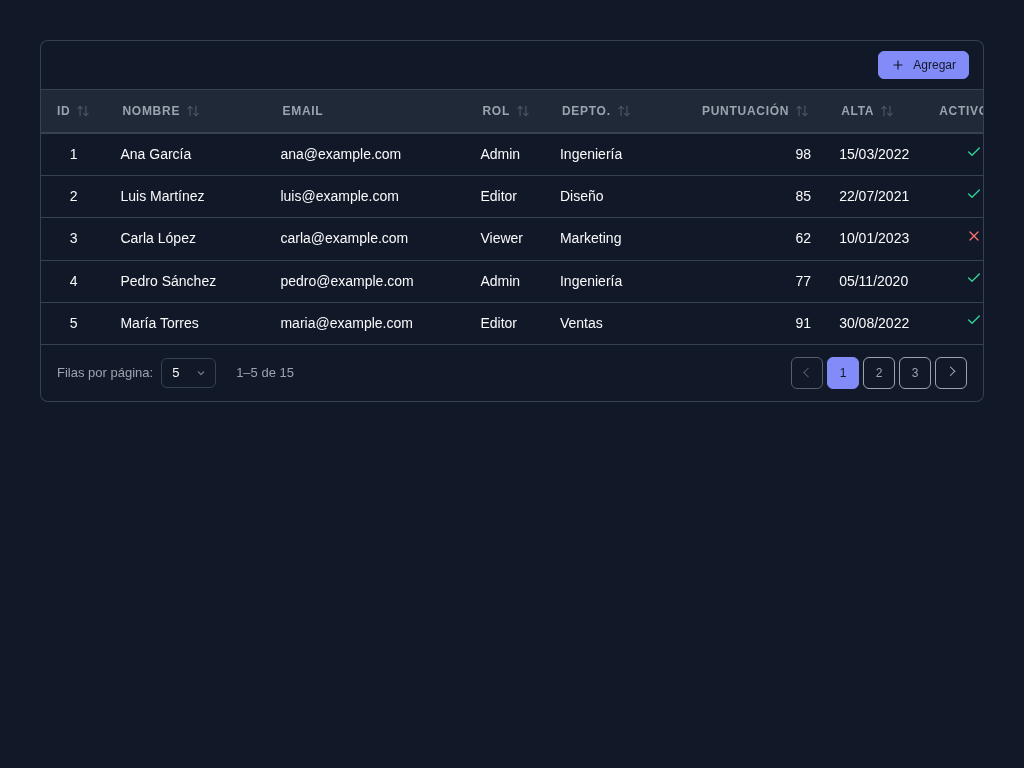 Agregar
ID NOMBRE EMAIL ROL DEPTO. PUNTUACIÓN ALTA ACTIVO
1 Ana García ana@example.com Admin Ingeniería 98 15/03/2022
2 Luis Martínez luis@example.com Editor Diseño 85 22/07/2021
3 Carla López carla@example.com Viewer Marketing 62 10/01/2023
4 Pedro Sánchez pedro@example.com Admin Ingeniería 77 05/11/2020
5 María Torres maria@example.com Editor Ventas 91 30/08/2022
Filas por página: 5 1–5 de 15 1 2 3